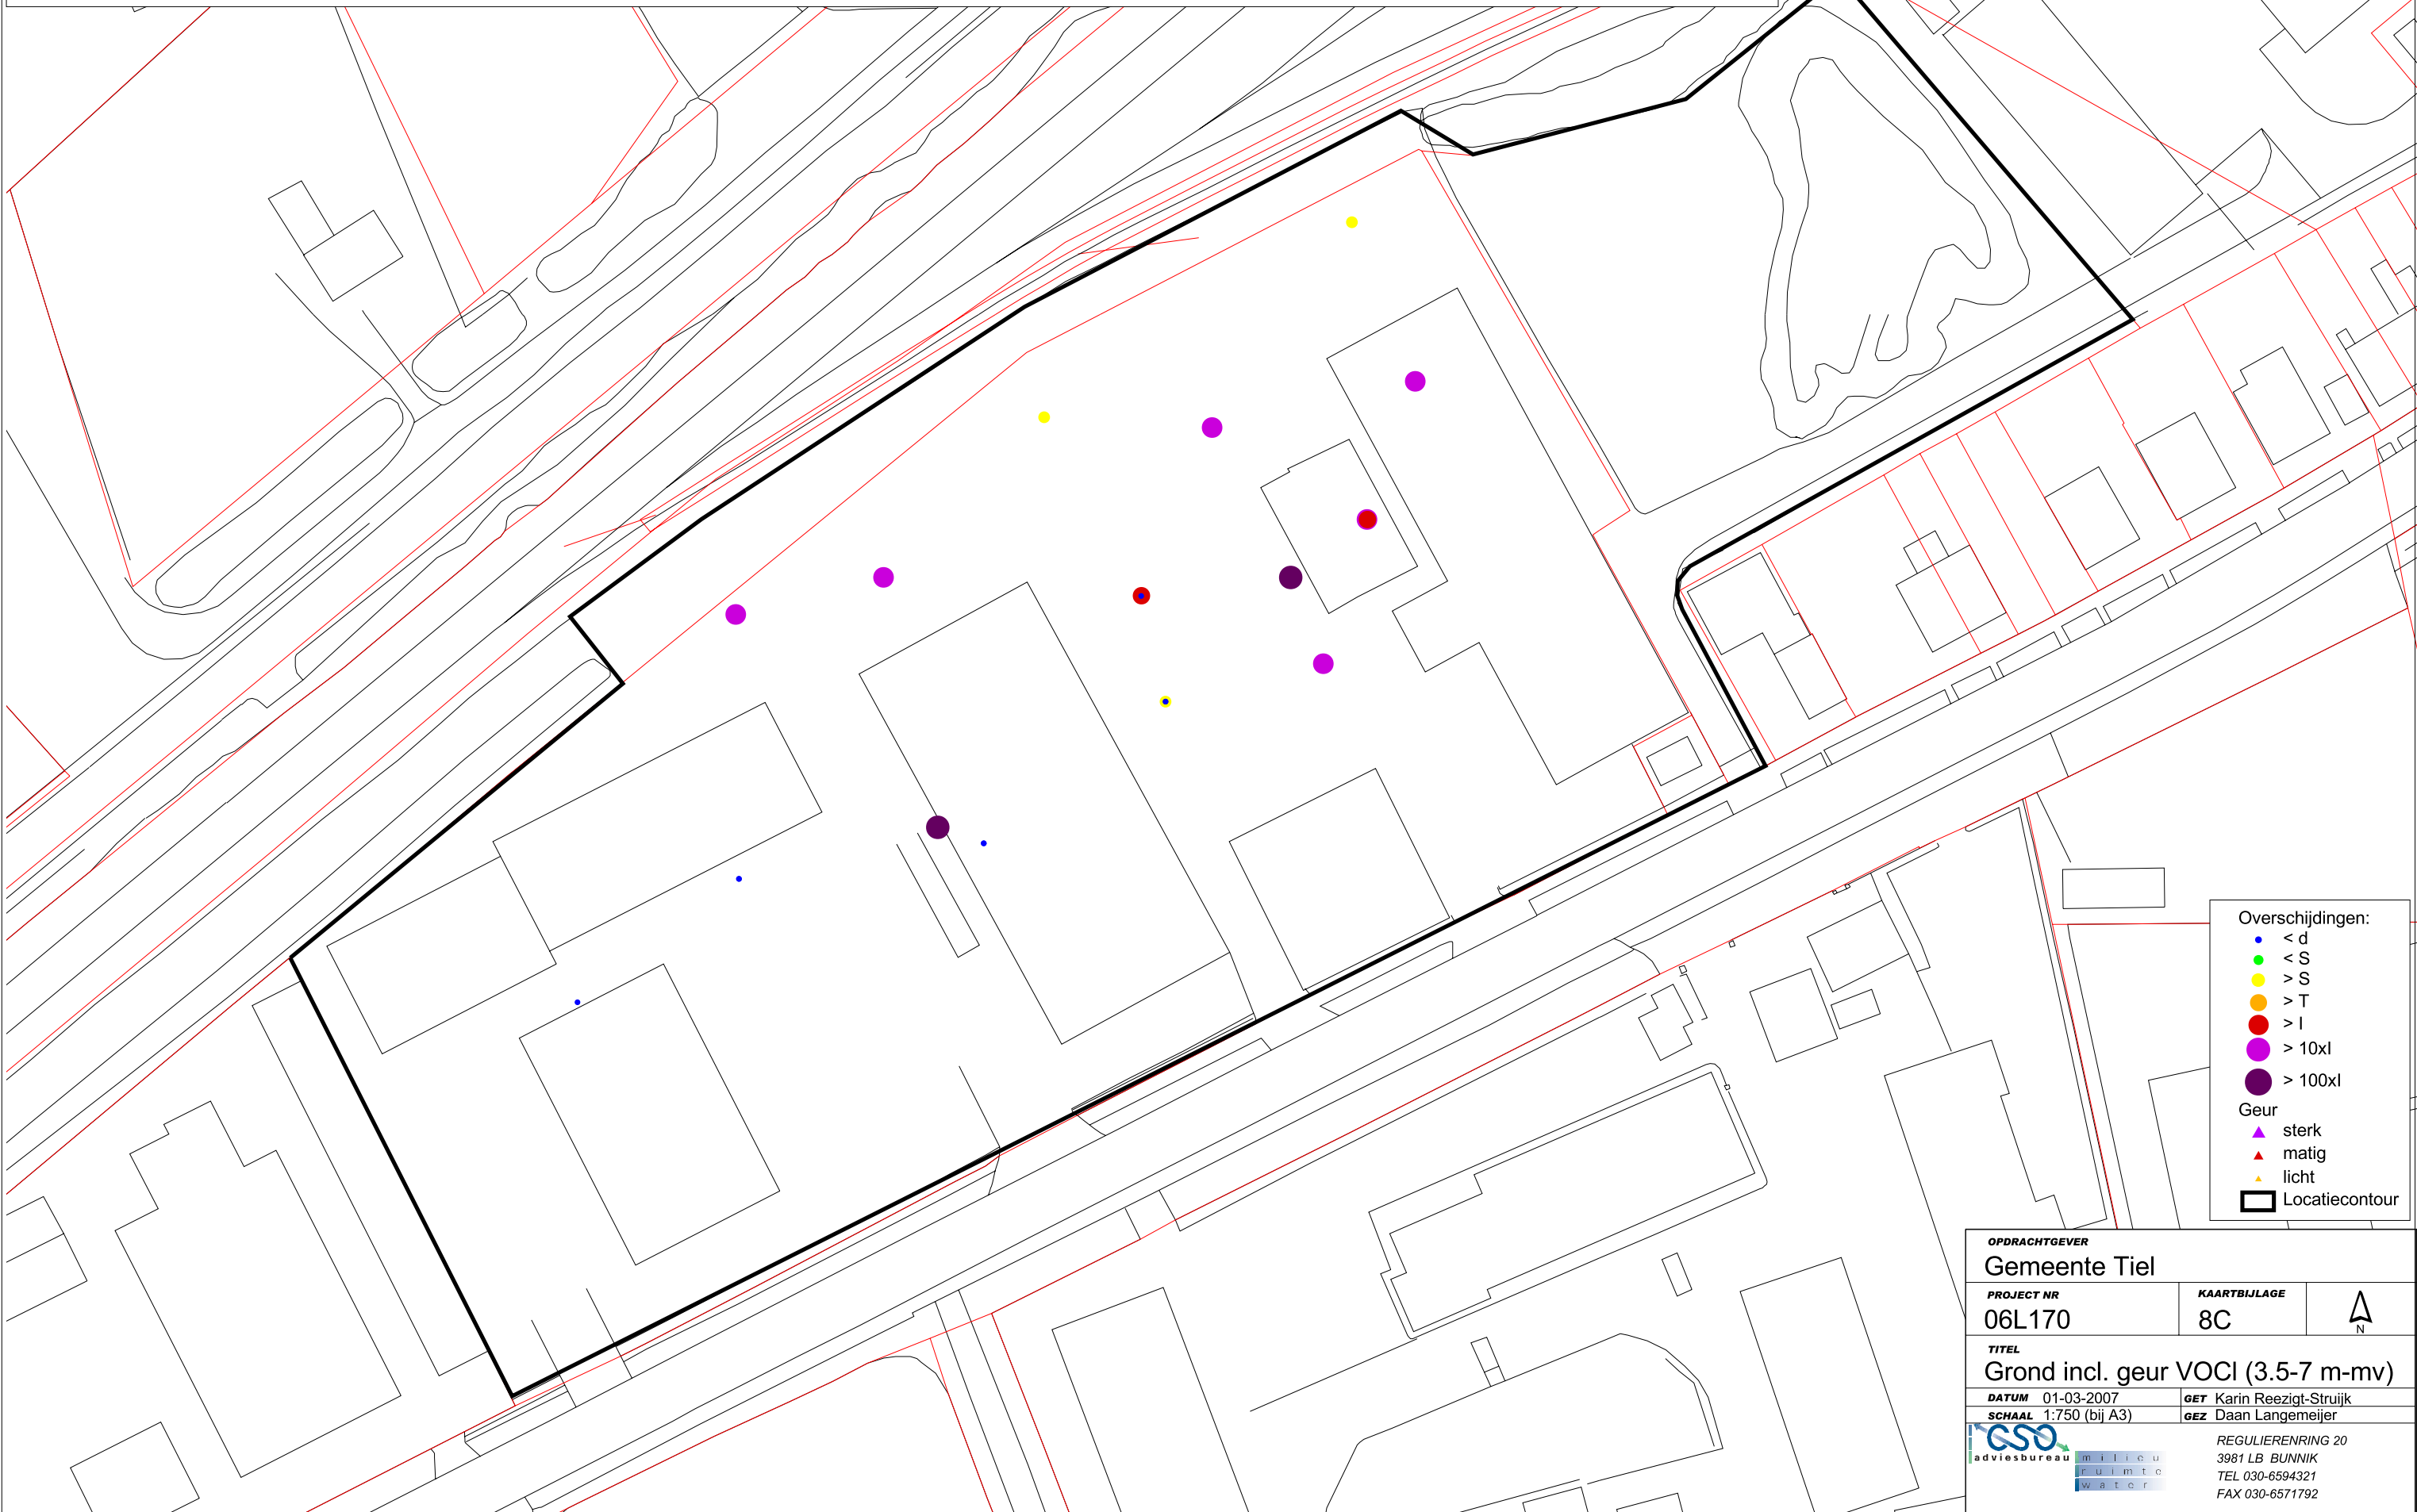 Overschijdingen:
< d
< S
> S
> T
> I
> 10xI
> 100xI
Geur
sterk
matig
licht
Locatiecontour
OPDRACHTGEVER
Gemeente Tiel
PROJECT NR
06L170
KAARTBIJLAGE
8C
N
TITEL
Grond incl. geur VOCl (3.5-7 m-mv)
DATUM 01-03-2007
GET Karin Reezigt-Struijk
SCHAAL 1:750 (bij A3)
GEZ Daan Langemeijer
CSO
adviesbureau
milieu
ruimte
water
REGULIERENRING 20
3981 LB BUNNIK
TEL 030-6594321
FAX 030-6571792